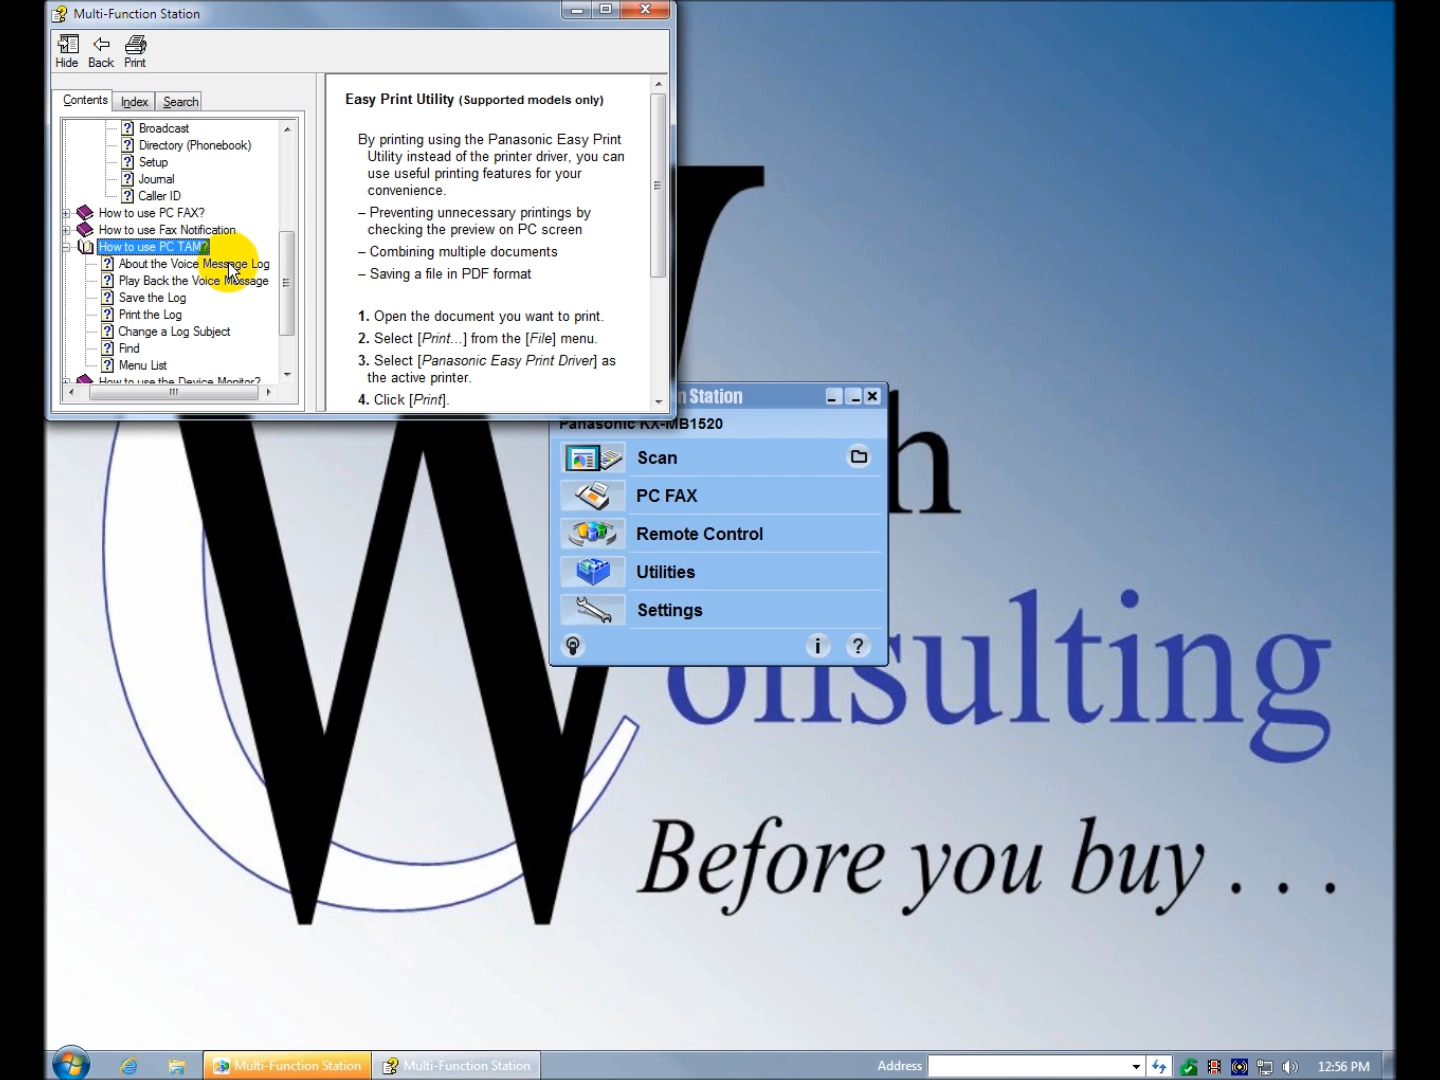 Multi-Function Station
Hide Back Print
Contents Index Search
Broadcast
Directory (Phonebook)
Setup
Journal
Caller ID
How to use PC FAX?
How to use Fax Notification
How to use PC TAM?
About the Voice Message Log
Play Back the Voice Message
Save the Log
Print the Log
Change a Log Subject
Find
Menu List
How to use the Device Monitor?
Easy Print Utility (Supported models only)
By printing using the Panasonic Easy Print
Utility instead of the printer driver, you can
use useful printing features for your
convenience.
– Preventing unnecessary printings by
checking the preview on PC screen
– Combining multiple documents
– Saving a file in PDF format
1. Open the document you want to print.
2. Select [Print...] from the [File] menu.
3. Select [Panasonic Easy Print Driver] as
the active printer.
4. Click [Print].
Station
Panasonic KX-MB1520
Scan
PC FAX
Remote Control
Utilities
Settings
i ?
h
onsulting
Before you buy . . .
Multi-Function Station
Multi-Function Station
Address
12:56 PM